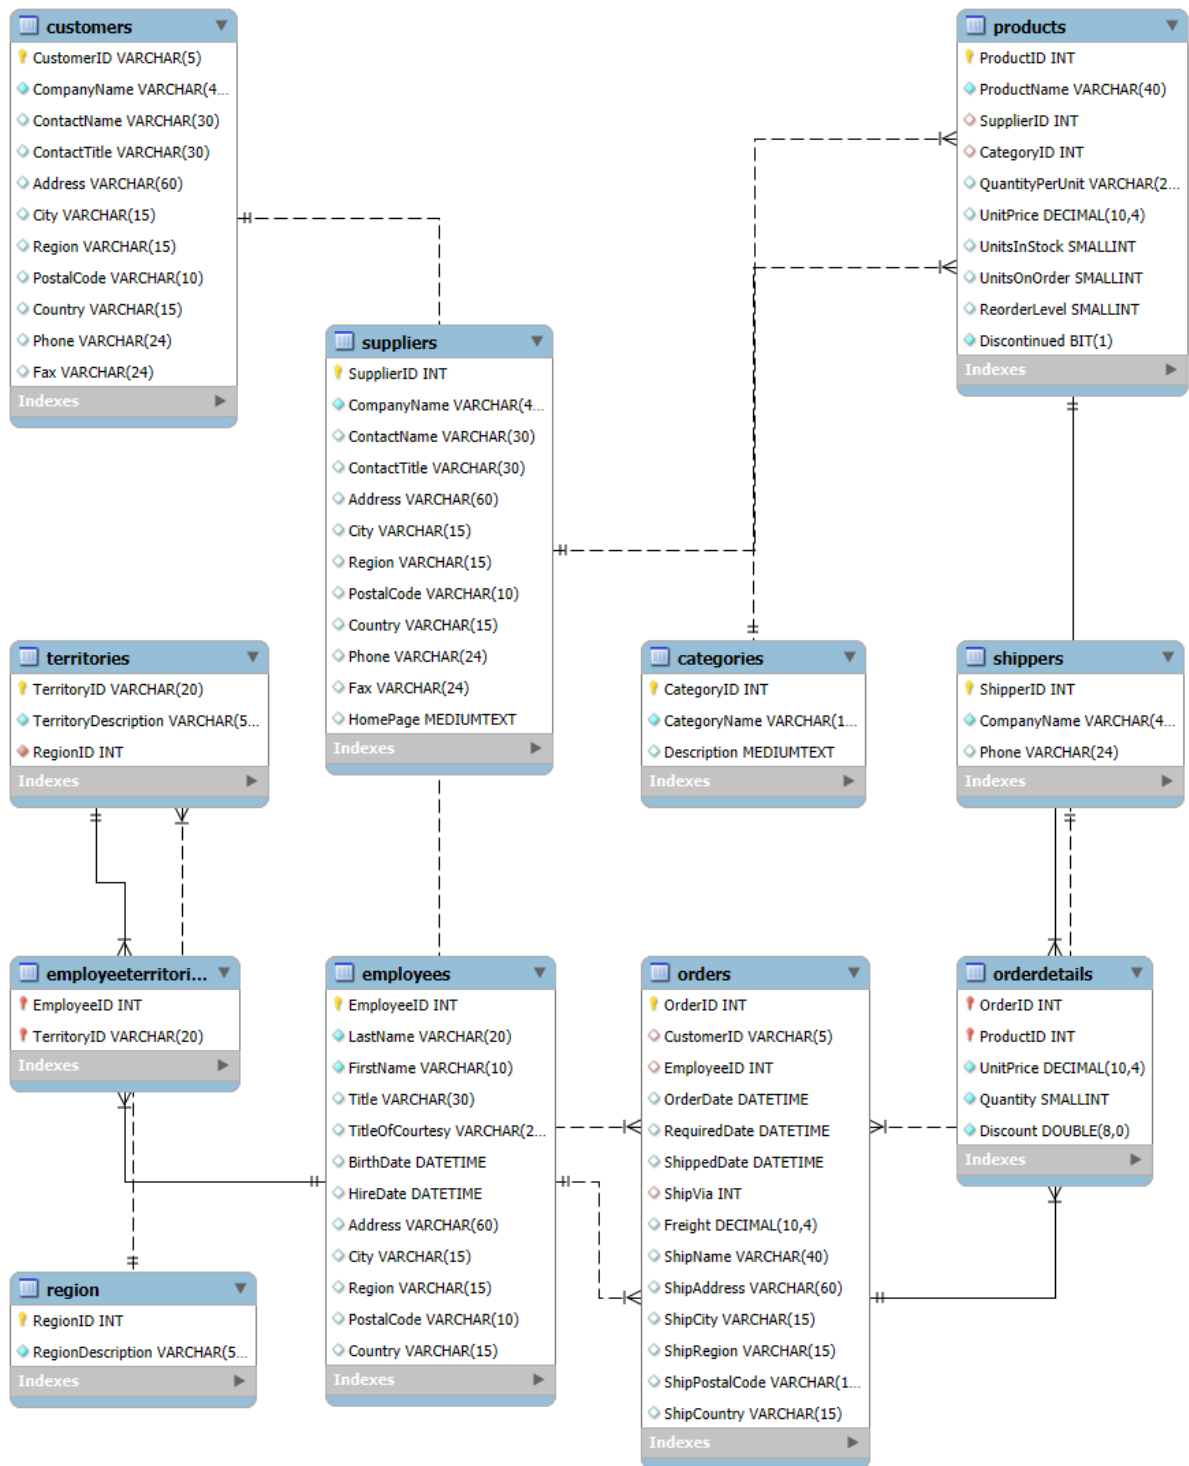 customers
CustomerID VARCHAR(5)
CompanyName VARCHAR(4...
ContactName VARCHAR(30)
ContactTitle VARCHAR(30)
Address VARCHAR(60)
City VARCHAR(15)
Region VARCHAR(15)
PostalCode VARCHAR(10)
Country VARCHAR(15)
Phone VARCHAR(24)
Fax VARCHAR(24)
Indexes
products
ProductID INT
ProductName VARCHAR(40)
SupplierID INT
CategoryID INT
QuantityPerUnit VARCHAR(2...
UnitPrice DECIMAL(10,4)
UnitsInStock SMALLINT
UnitsOnOrder SMALLINT
ReorderLevel SMALLINT
Discontinued BIT(1)
Indexes
suppliers
SupplierID INT
CompanyName VARCHAR(4...
ContactName VARCHAR(30)
ContactTitle VARCHAR(30)
Address VARCHAR(60)
City VARCHAR(15)
Region VARCHAR(15)
PostalCode VARCHAR(10)
Country VARCHAR(15)
Phone VARCHAR(24)
Fax VARCHAR(24)
HomePage MEDIUMTEXT
Indexes
territories
TerritoryID VARCHAR(20)
TerritoryDescription VARCHAR(5...
RegionID INT
Indexes
categories
CategoryID INT
CategoryName VARCHAR(1...
Description MEDIUMTEXT
Indexes
shippers
ShipperID INT
CompanyName VARCHAR(4...
Phone VARCHAR(24)
Indexes
employeeterritori...
EmployeeID INT
TerritoryID VARCHAR(20)
Indexes
employees
EmployeeID INT
LastName VARCHAR(20)
FirstName VARCHAR(10)
Title VARCHAR(30)
TitleOfCourtesy VARCHAR(2...
BirthDate DATETIME
HireDate DATETIME
Address VARCHAR(60)
City VARCHAR(15)
Region VARCHAR(15)
PostalCode VARCHAR(10)
Country VARCHAR(15)
Indexes
orders
OrderID INT
CustomerID VARCHAR(5)
EmployeeID INT
OrderDate DATETIME
RequiredDate DATETIME
ShippedDate DATETIME
ShipVia INT
Freight DECIMAL(10,4)
ShipName VARCHAR(40)
ShipAddress VARCHAR(60)
ShipCity VARCHAR(15)
ShipRegion VARCHAR(15)
ShipPostalCode VARCHAR(1...
ShipCountry VARCHAR(15)
Indexes
orderdetails
OrderID INT
ProductID INT
UnitPrice DECIMAL(10,4)
Quantity SMALLINT
Discount DOUBLE(8,0)
Indexes
region
RegionID INT
RegionDescription VARCHAR(5...
Indexes